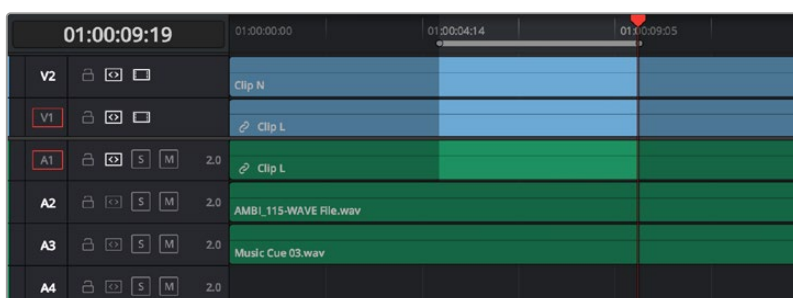 01:00:09:19 01:00:00:00 01:00:04:14 01:00:09:05
V2 Clip N
V1 Clip L
A1 S M 2.0 Clip L
A2 S M 2.0 AMBI_115-WAVE File.wav
A3 S M 2.0 Music Cue 03.wav
A4 S M 2.0